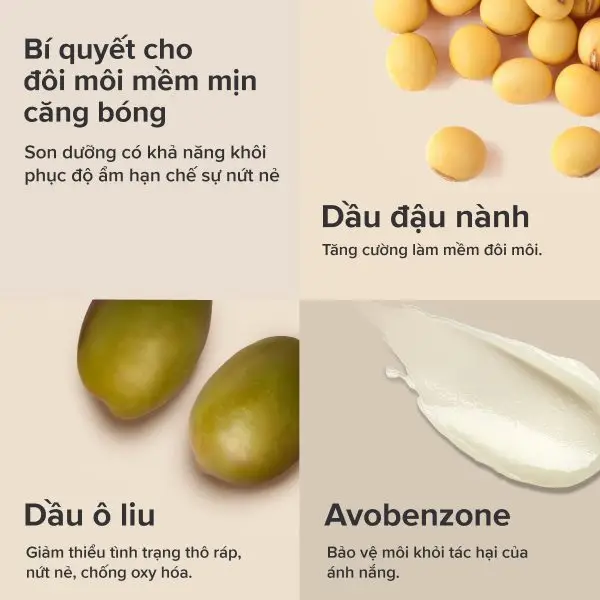 Bí quyết cho
đôi môi mềm mịn
căng bóng
Son dưỡng có khả năng khôi
phục độ ẩm hạn chế sự nứt nẻ
Dầu đậu nành
Tăng cường làm mềm đôi môi.
Dầu ô liu
Giảm thiểu tình trạng thô ráp,
nứt nẻ, chống oxy hóa.
Avobenzone
Bảo vệ môi khỏi tác hại của
ánh nắng.